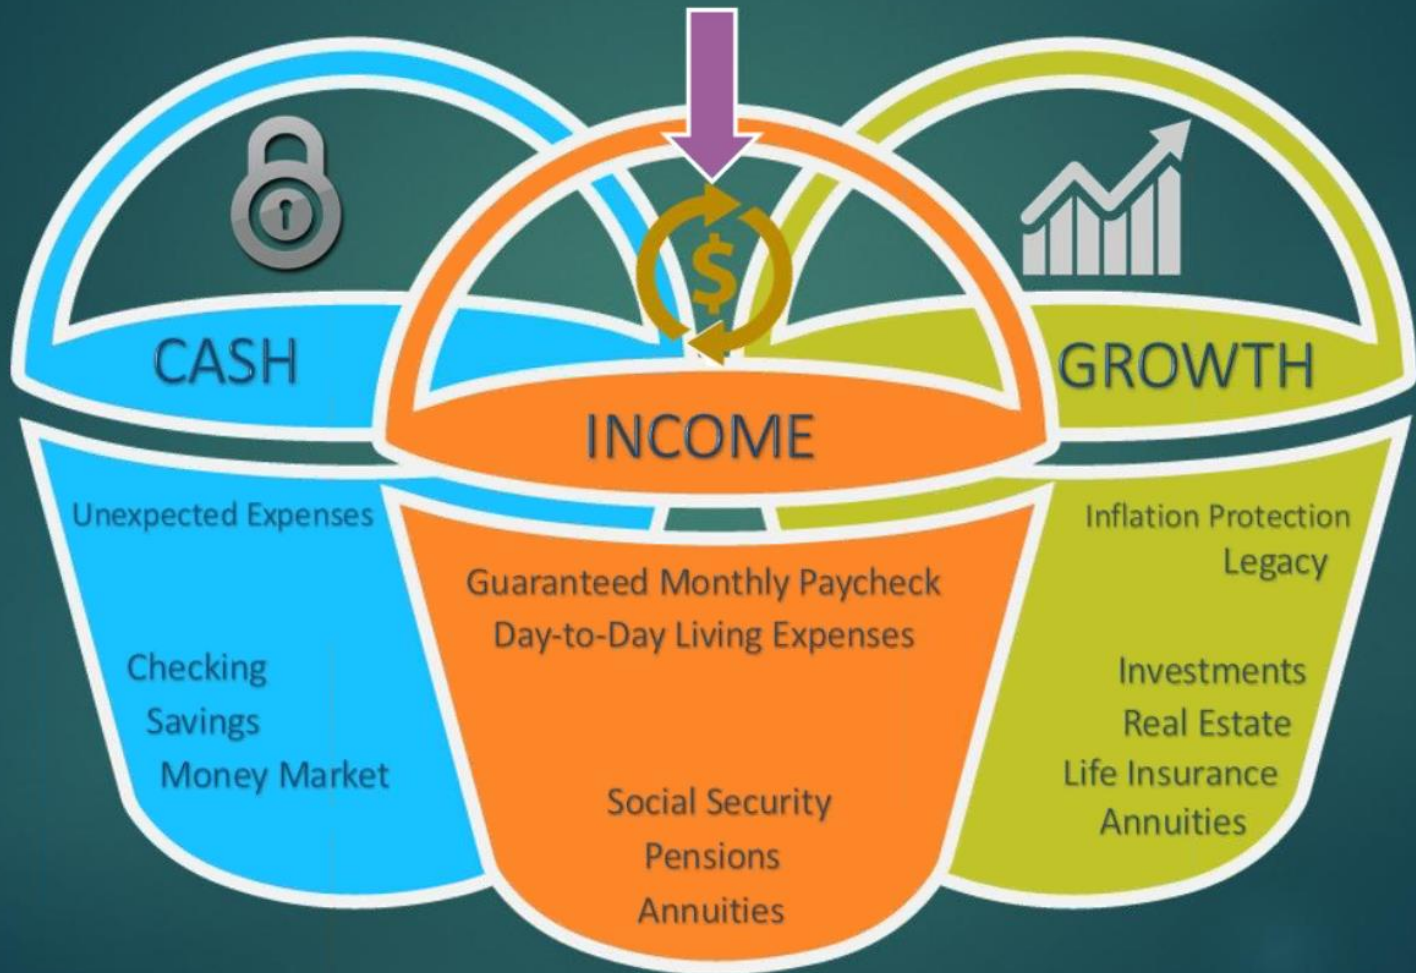 CASH
Unexpected Expenses
Checking
Savings
Money Market
$
INCOME
Guaranteed Monthly Paycheck
Day-to-Day Living Expenses
Social Security
Pensions
Annuities
GROWTH
Inflation Protection
Legacy
Investments
Real Estate
Life Insurance
Annuities